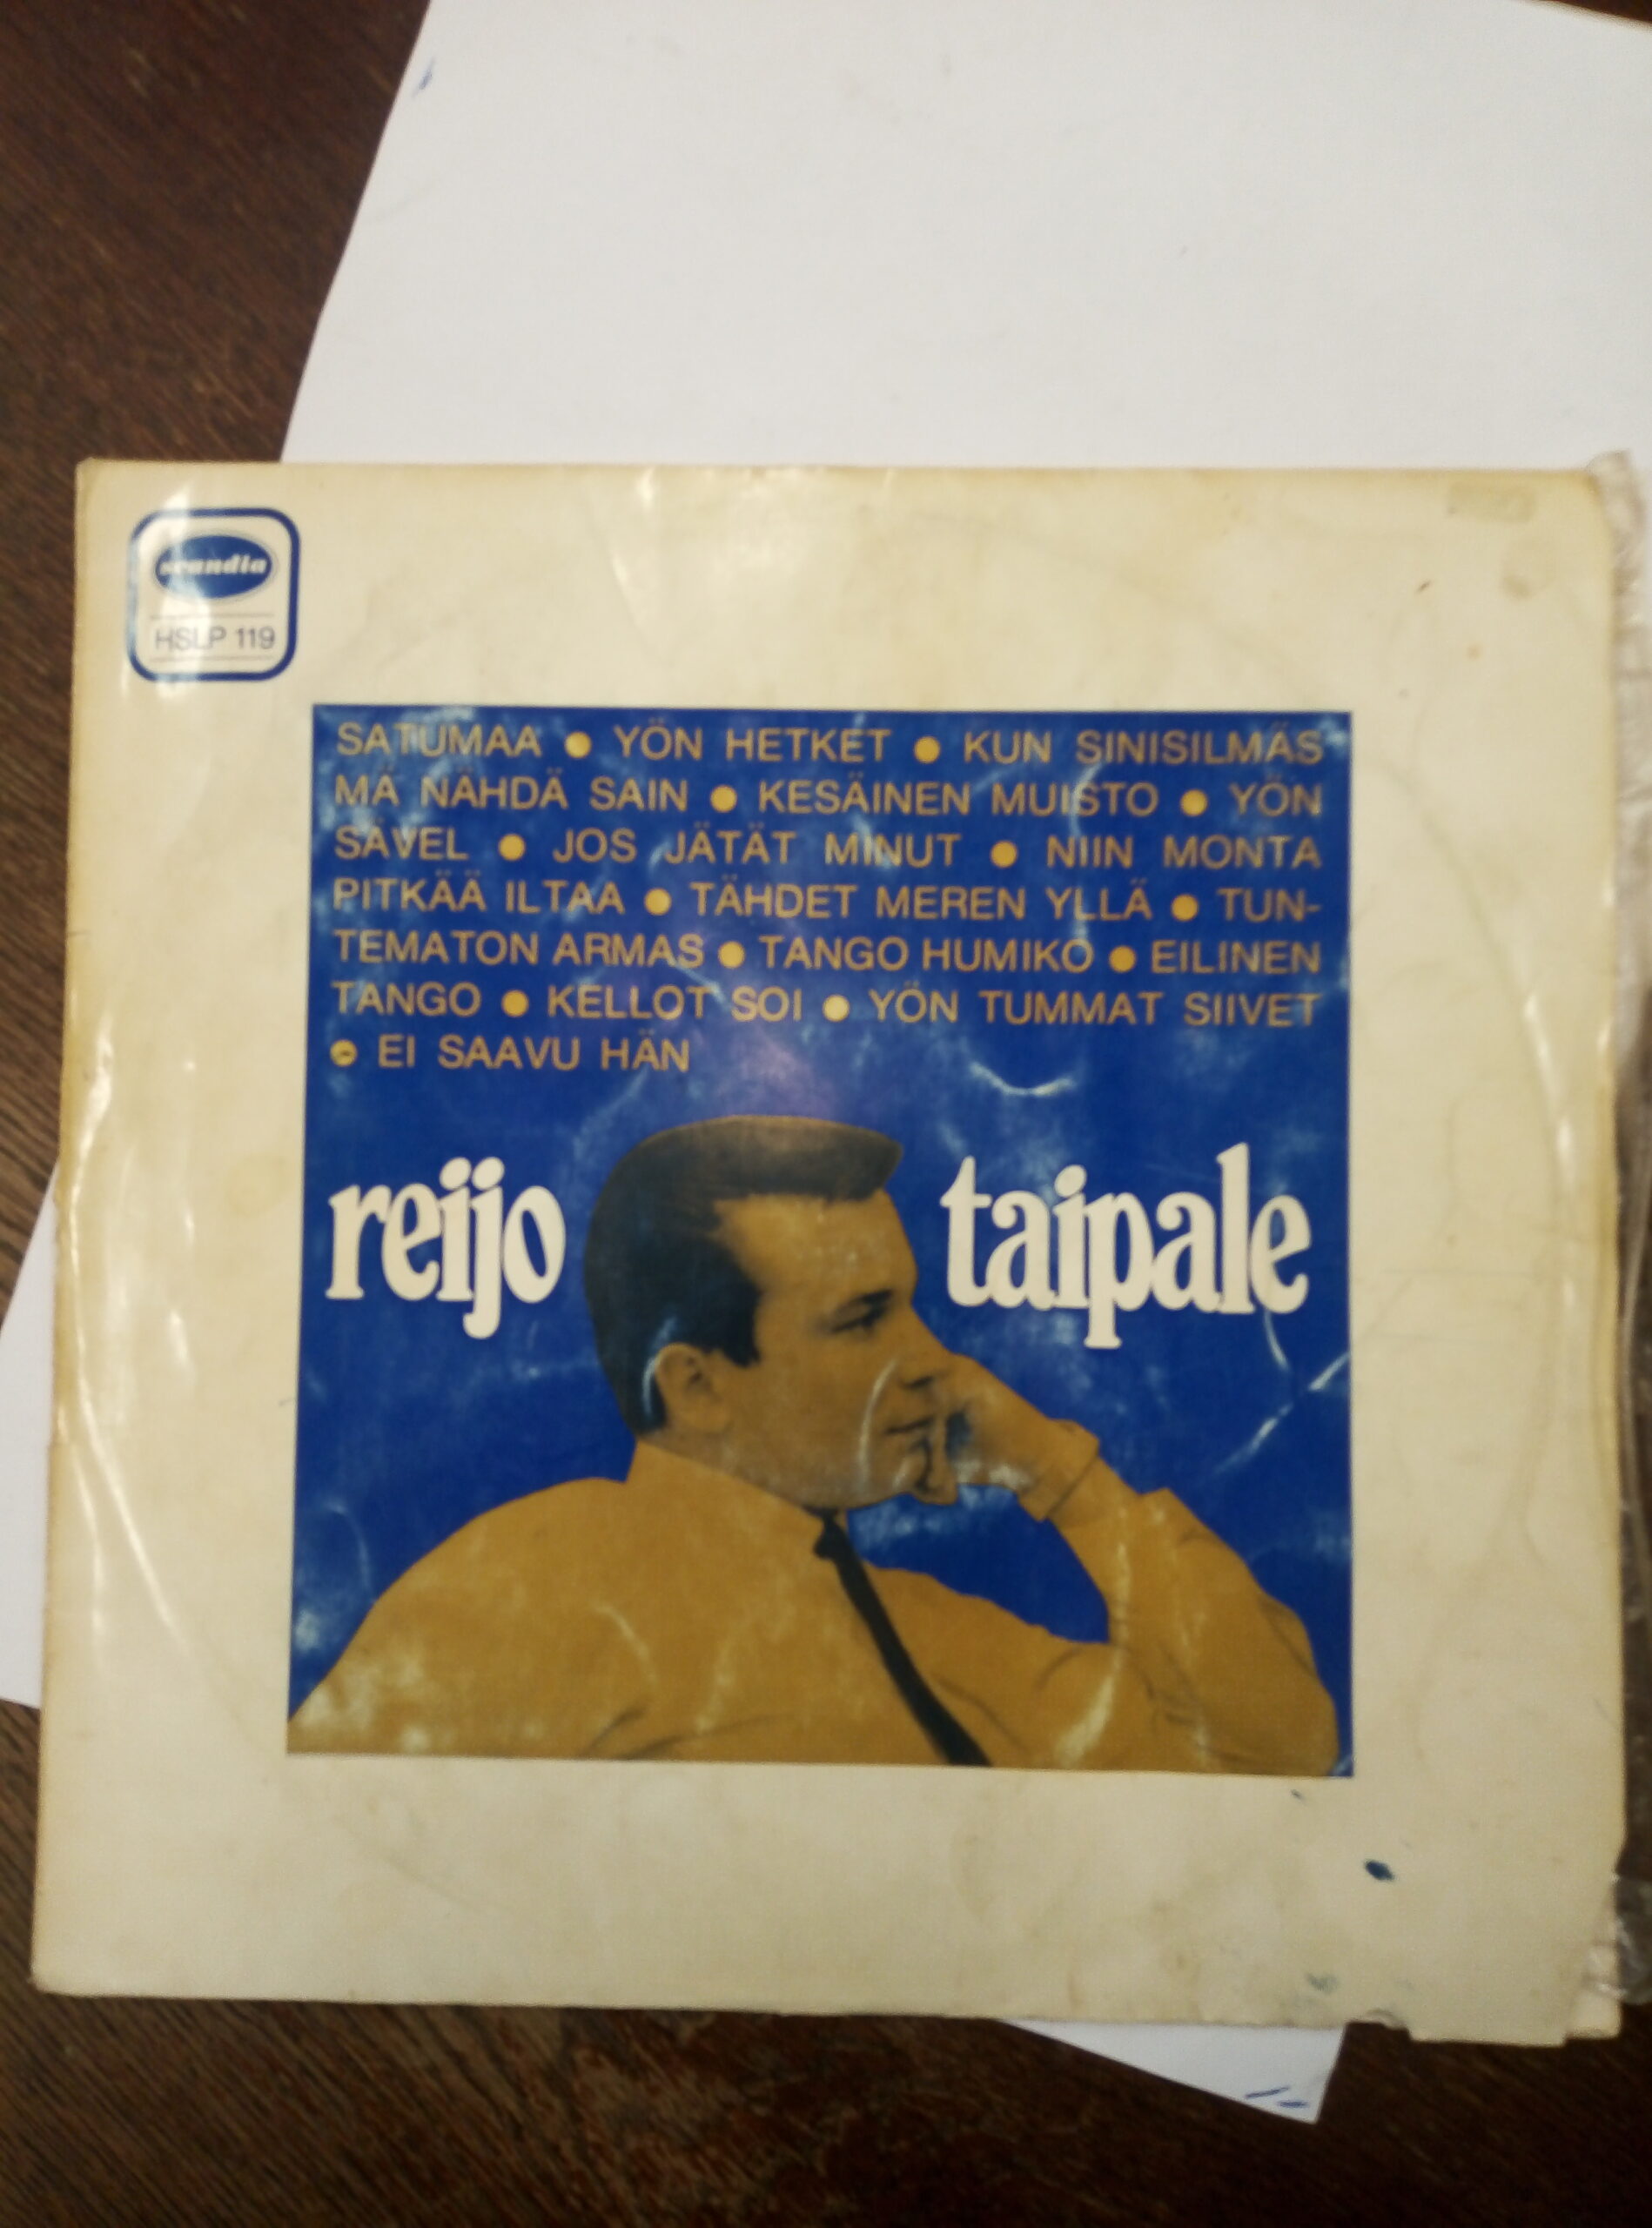 scandia
HSLP 119
SATUMAA ● YÖN HETKET ● KUN SINISILMÄS
MÄ NÄHDÄ SAIN ● KESÄINEN MUISTO ● YÖN
SÄVEL ● JOS JÄTÄT MINUT ● NIIN MONTA
PITKÄÄ ILTAA ● TÄHDET MEREN YLLÄ ● TUN-
TEMATON ARMAS ● TANGO HUMIKO ● EILINEN
TANGO ● KELLOT SOI ● YÖN TUMMAT SIIVET
● EI SAAVU HÄN
reijo taipale